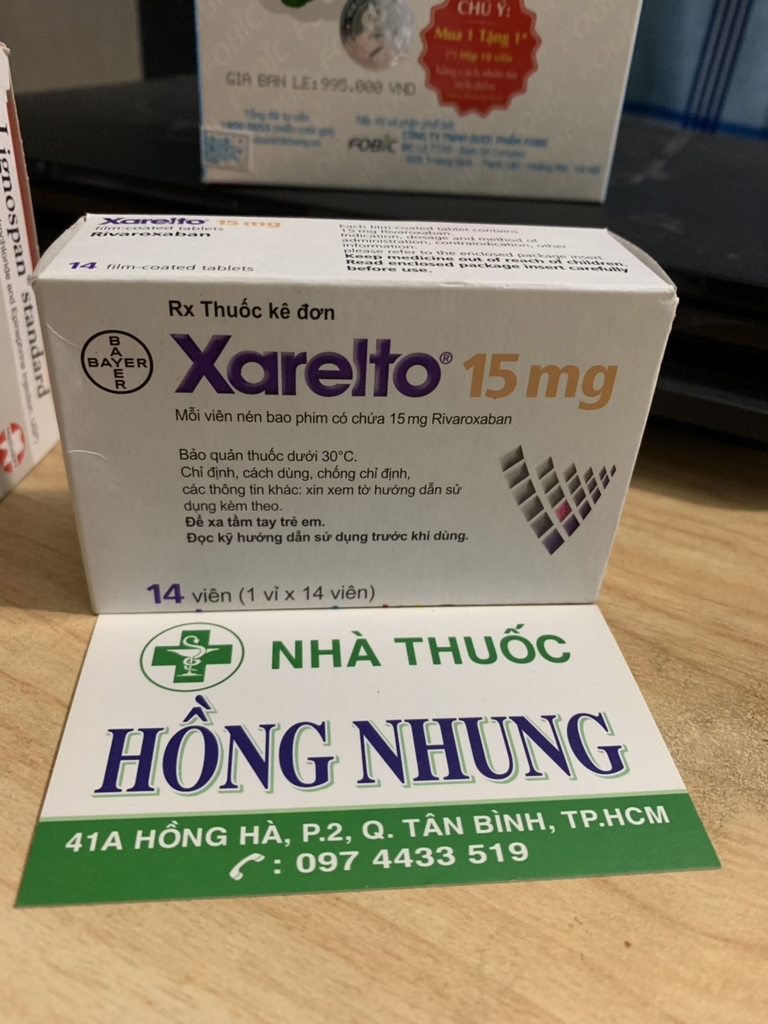 CHÚ Ý:
Mua 1 Tặng 1*
GIA BAN LE: 995.000 VND
FOBIC
Lignospan standard
Xarelto 15 mg
film-coated tablets
Rivaroxaban
14 film-coated tablets
Each film-coated tablet contains
15 mg Rivaroxaban
Indication, dosage and method of
administration, contraindication, other
information:
please refer to the enclosed package insert.
Keep medicine out of reach of children.
Read enclosed package insert carefully
before use.
Rx Thuốc kê đơn
BAYER
BAYER
Xarelto® 15 mg
Mỗi viên nén bao phim có chứa 15 mg Rivaroxaban
Bảo quản thuốc dưới 30°C.
Chỉ định, cách dùng, chống chỉ định,
các thông tin khác: xin xem tờ hướng dẫn sử
dụng kèm theo.
Để xa tầm tay trẻ em.
Đọc kỹ hướng dẫn sử dụng trước khi dùng.
14 viên (1 vỉ x 14 viên)
NHÀ THUỐC
HỒNG NHUNG
41A HỒNG HÀ, P.2, Q. TÂN BÌNH, TP.HCM
: 097 4433 519